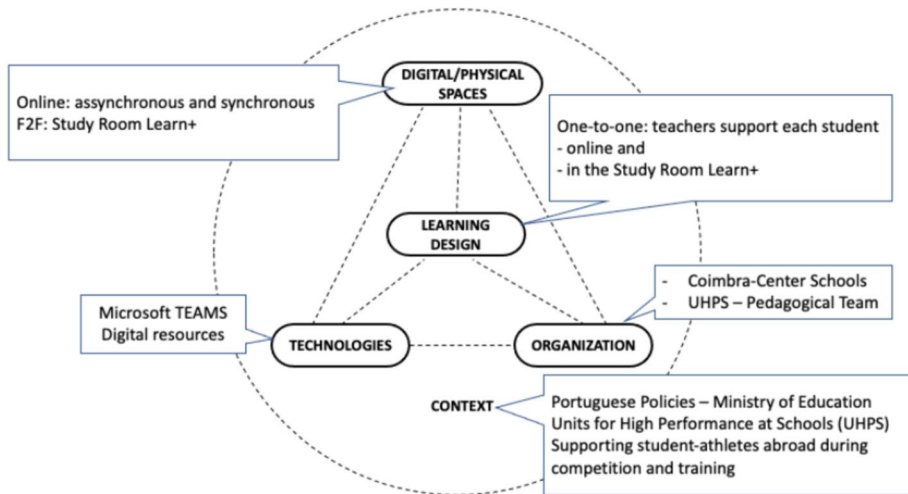 DIGITAL/PHYSICAL
SPACES
Online: assynchronous and synchronous
F2F: Study Room Learn+
One-to-one: teachers support each student
- online and
- in the Study Room Learn+
LEARNING
DESIGN
- Coimbra-Center Schools
- UHPS – Pedagogical Team
Microsoft TEAMS
Digital resources
TECHNOLOGIES
ORGANIZATION
CONTEXT
Portuguese Policies – Ministry of Education
Units for High Performance at Schools (UHPS)
Supporting student-athletes abroad during
competition and training